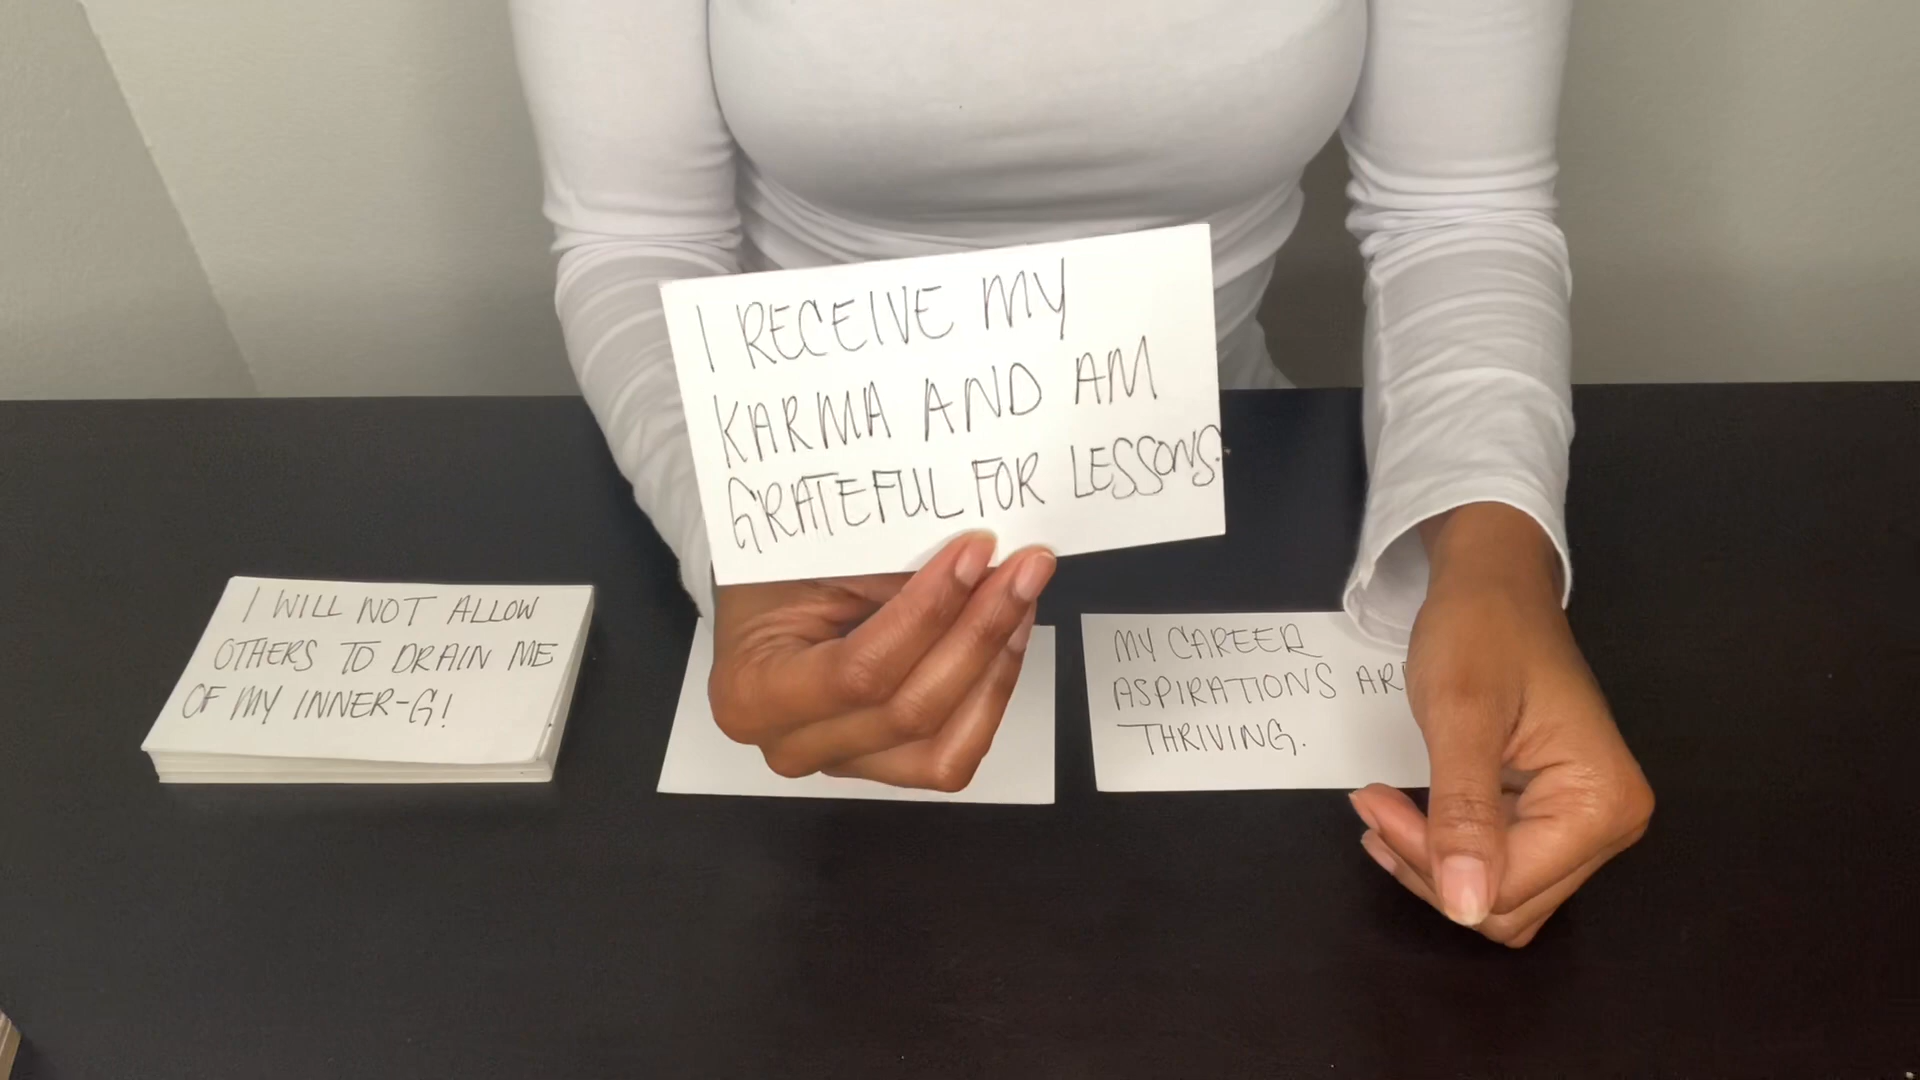 I RECEIVE MY
KARMA AND AM
GRATEFUL FOR LESSONS.
I WILL NOT ALLOW
OTHERS TO DRAIN ME
OF MY INNER-G!
MY CAREER
ASPIRATIONS AR
THRIVING.